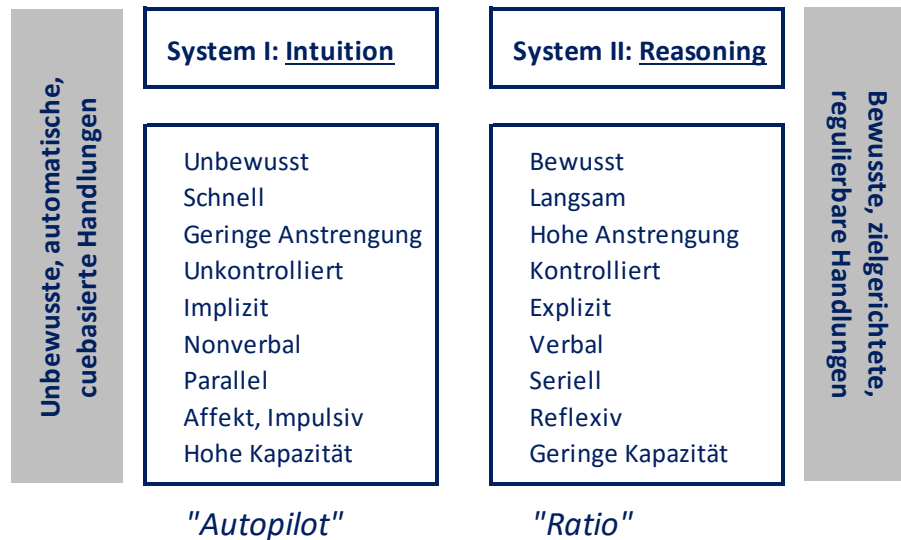 Unbewusste, automatische,
cuebasierte Handlungen
System I: Intuition
Unbewusst
Schnell
Geringe Anstrengung
Unkontrolliert
Implizit
Nonverbal
Parallel
Affekt, Impulsiv
Hohe Kapazität
"Autopilot"
System II: Reasoning
Bewusst
Langsam
Hohe Anstrengung
Kontrolliert
Explizit
Verbal
Seriell
Reflexiv
Geringe Kapazität
"Ratio"
Bewusste, zielgerichtete,
regulierbare Handlungen